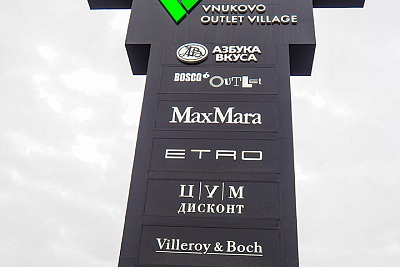 VNUKOVO
OUTLET VILLAGE
АЗБУКА
ВКУСА
BOSCO OUTLET
MaxMara
ETRO
Ц|У|М
ДИСКОНТ
Villeroy & Boch